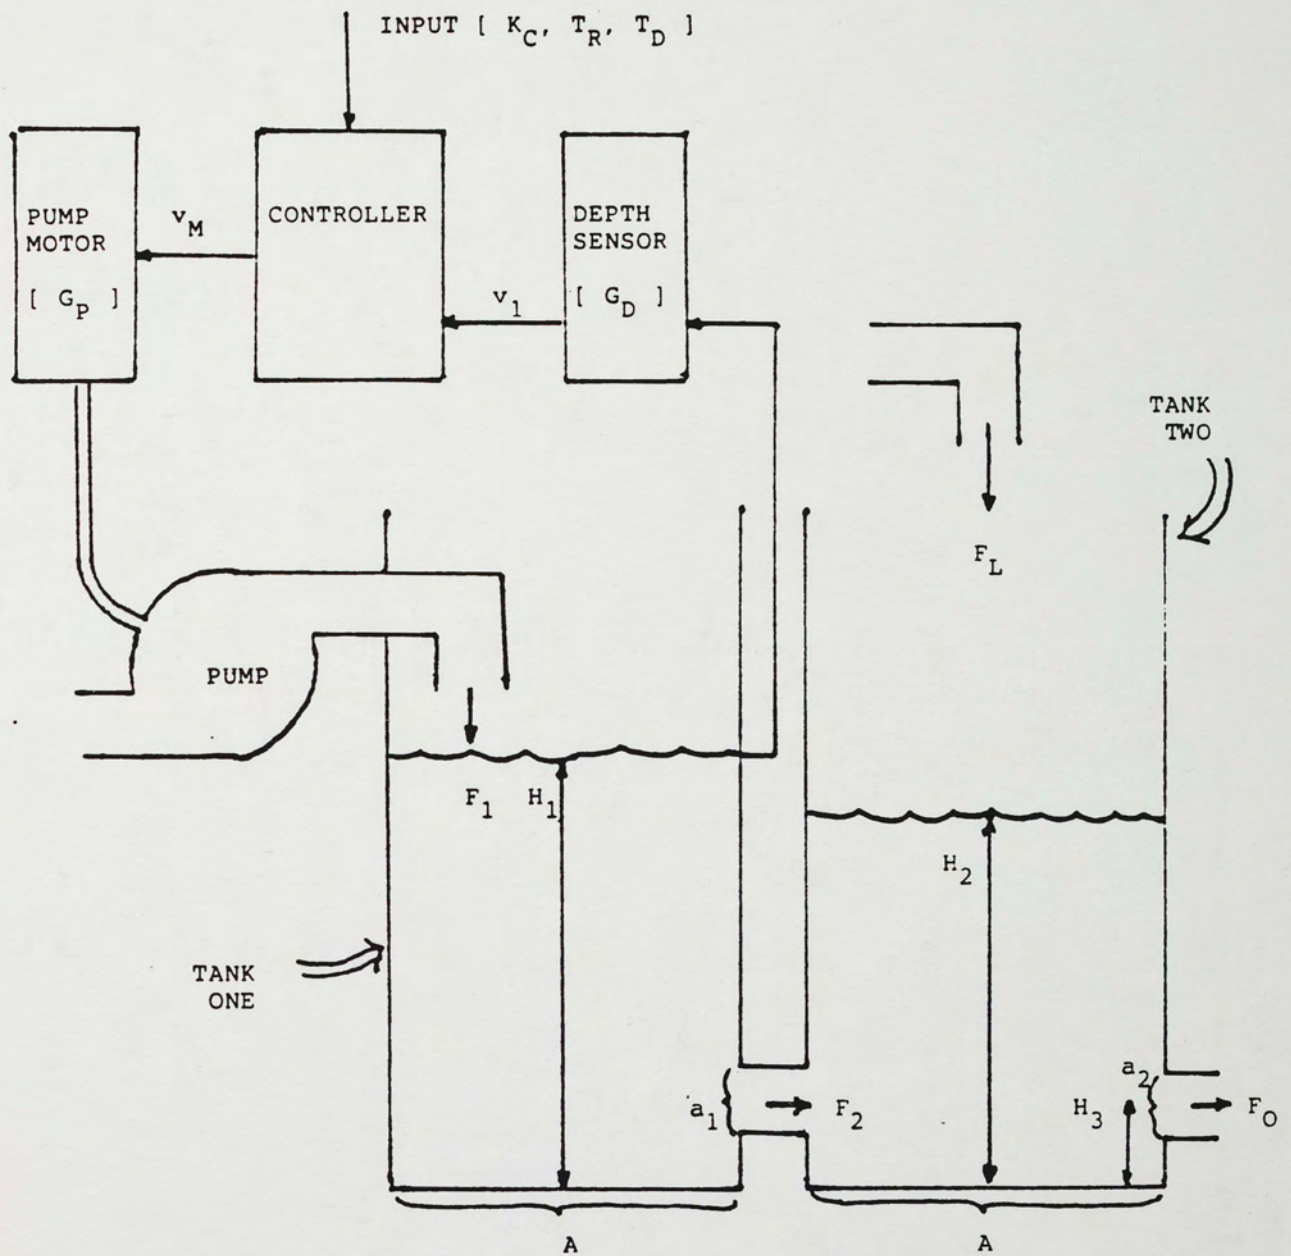 INPUT [ K_C, T_R, T_D ]
PUMP
MOTOR
[ G_P ]
v_M
CONTROLLER
v_1
DEPTH
SENSOR
[ G_D ]
TANK
TWO
F_L
PUMP
F_1
H_1
H_2
TANK
ONE
a_1
F_2
H_3
a_2
F_O
A
A